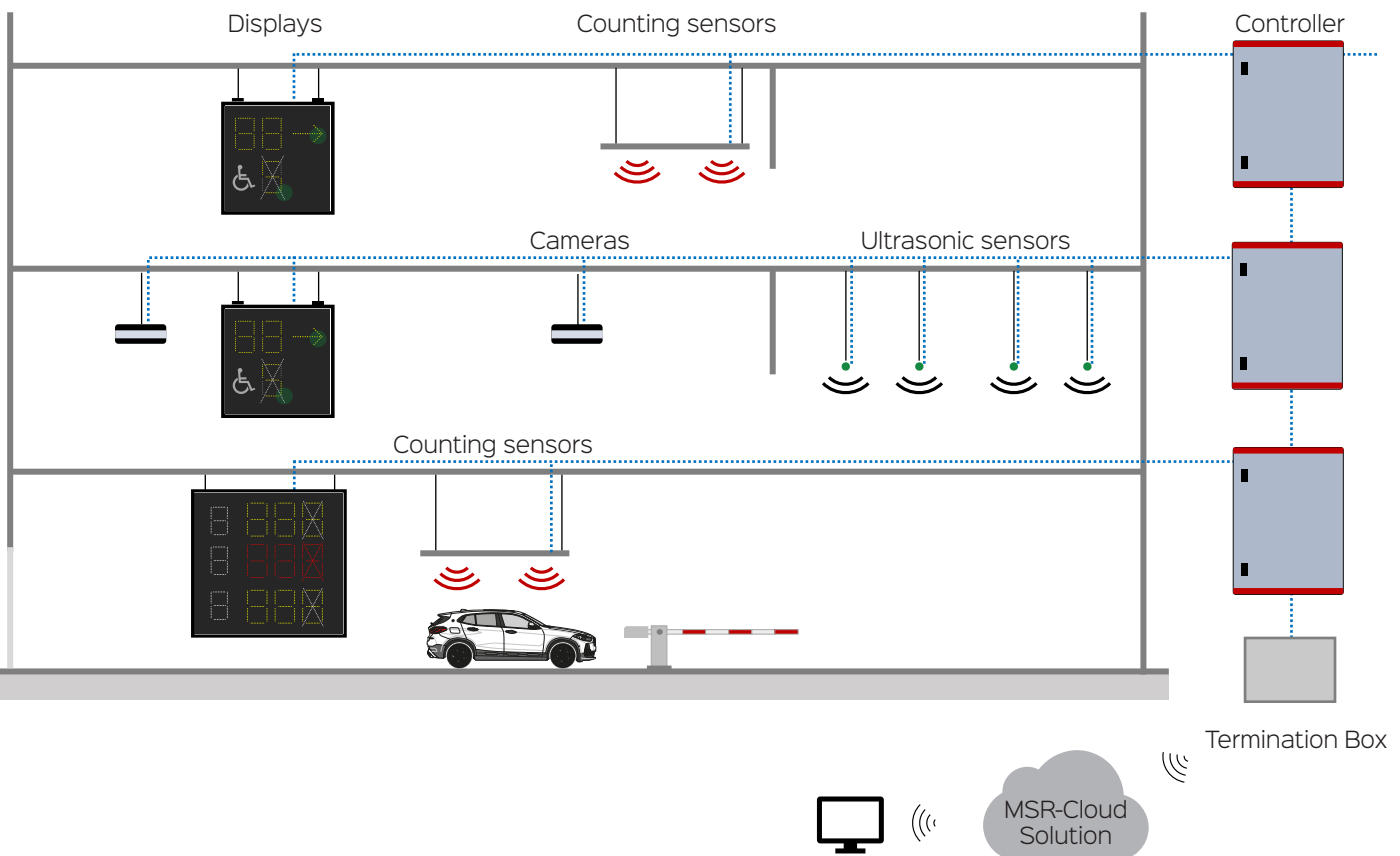 Displays
Counting sensors
Controller
Cameras
Ultrasonic sensors
Counting sensors
Termination Box
MSR-Cloud
Solution